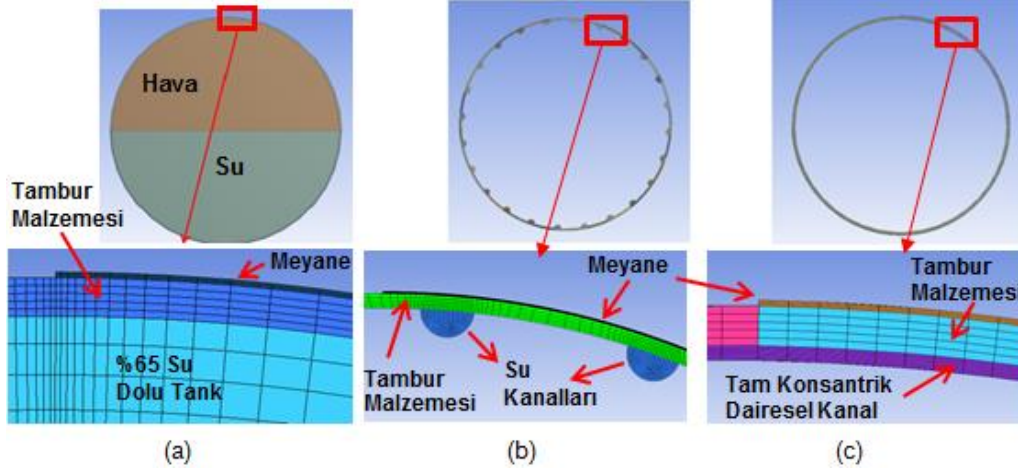 Hava
Su
Tambur
Malzemesi
Meyane
%65 Su
Dolu Tank
(a)
Tambur
Malzemesi
Su
Kanalları
(b)
Meyane
Tambur
Malzemesi
Tam Konsantrik
Dairesel Kanal
(c)